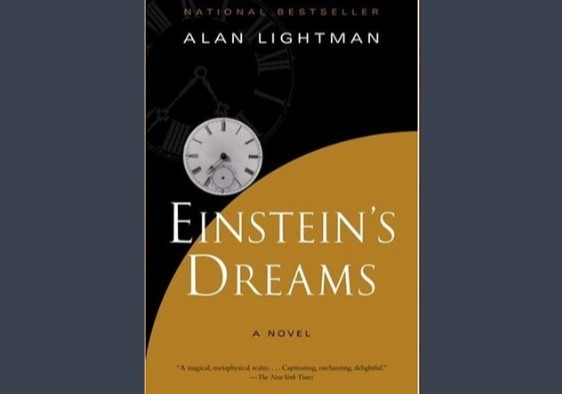 NATIONAL BESTSELLER
ALAN LIGHTMAN
EINSTEIN'S
DREAMS
A NOVEL
"A magical, metaphysical realm. . . . Captivating, enchanting, delightful."
—The New York Times